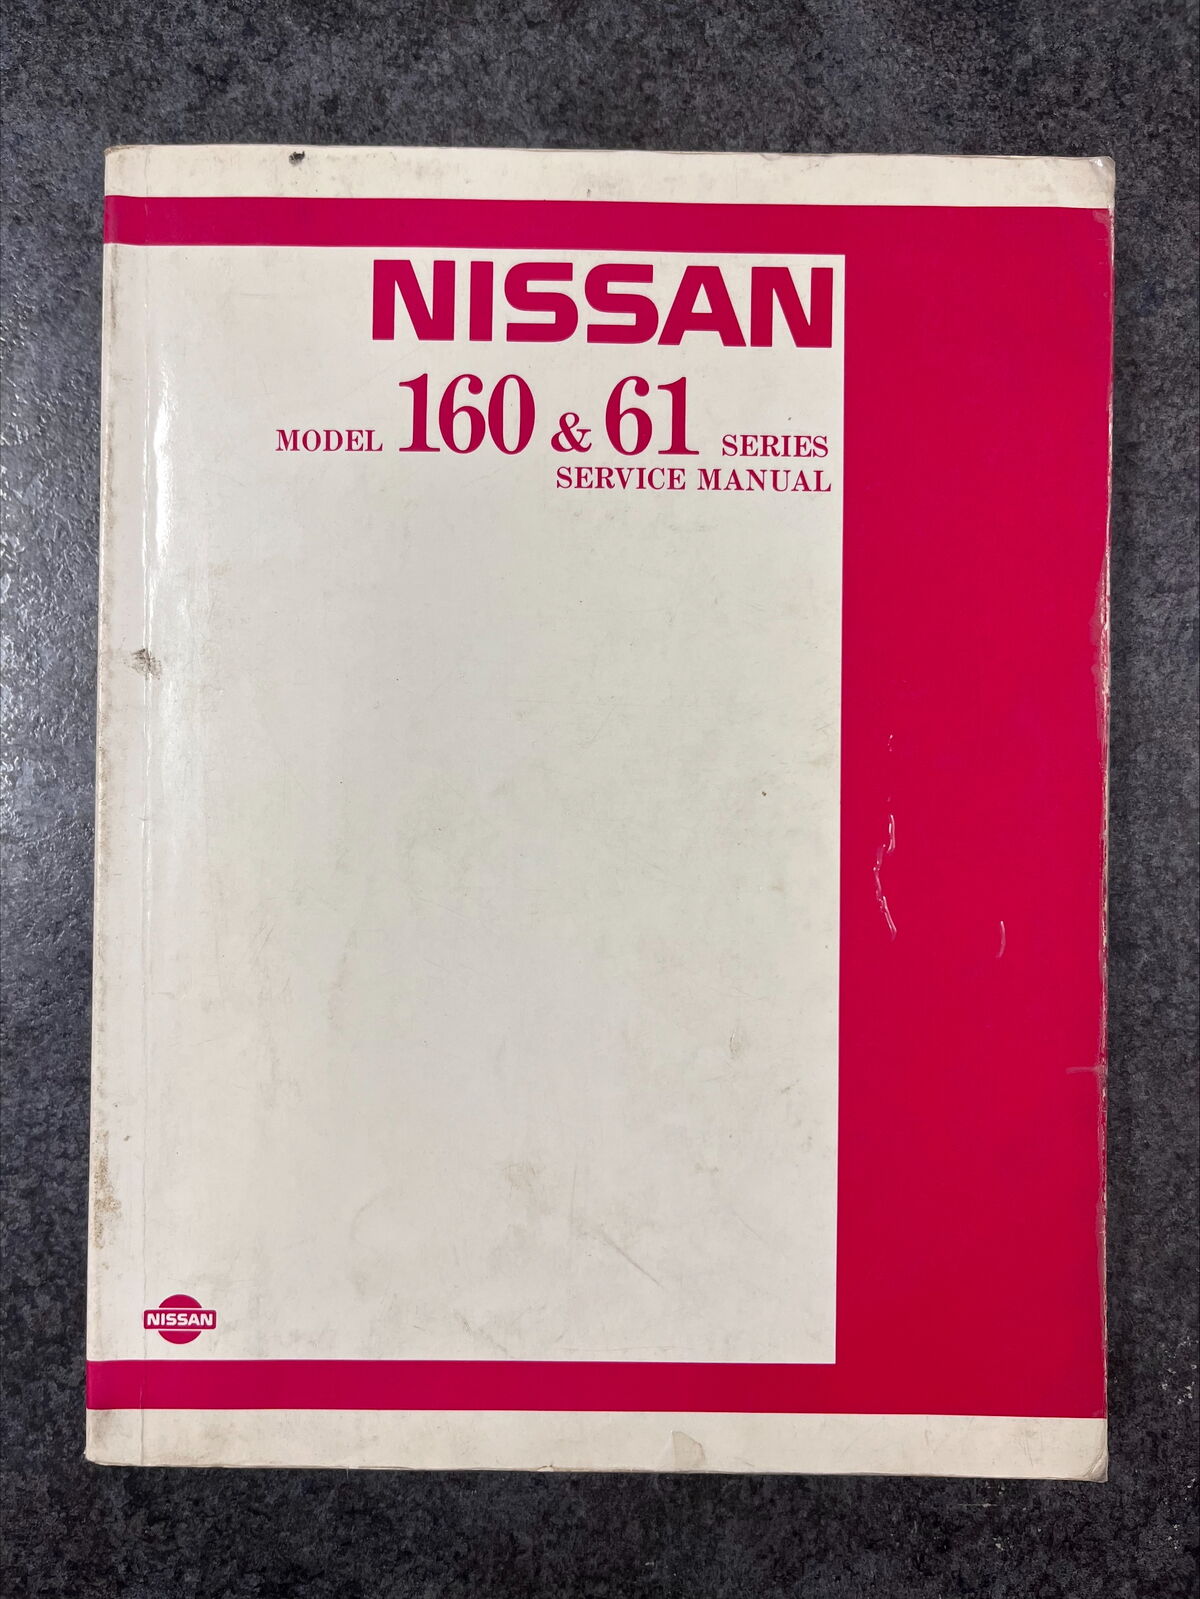 NISSAN
MODEL 160 & 61 SERIES
SERVICE MANUAL
NISSAN